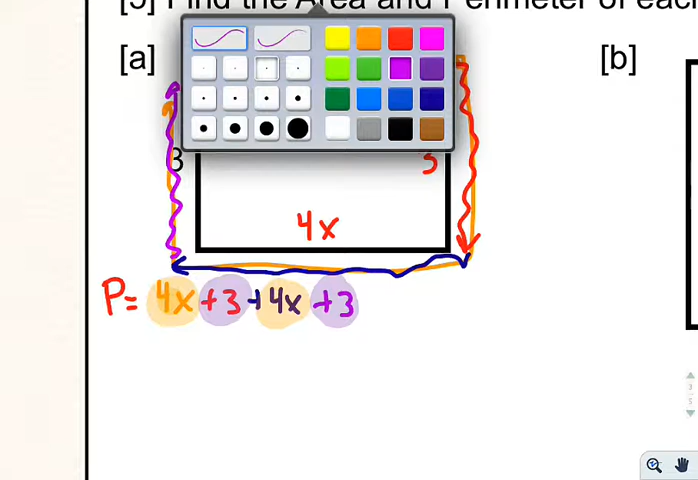 [5] Find the Area and Perimeter of each
[a]
[b]
3
3
4x
P= 4x +3 +4x +3